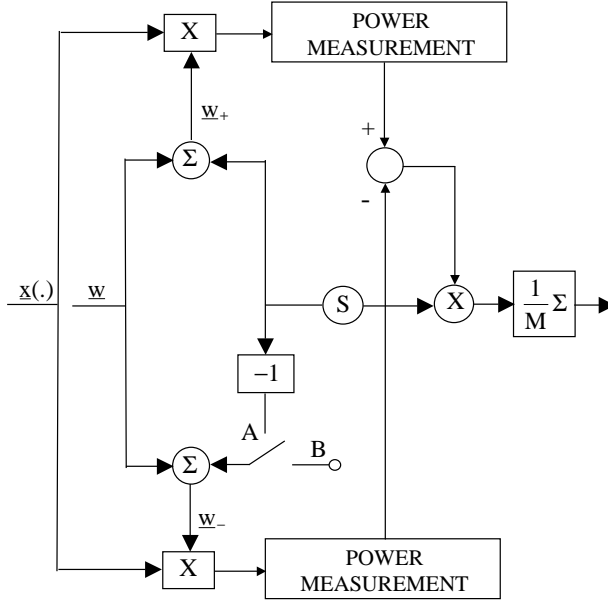 POWER
MEASUREMENT
X
w₊
+
Σ
-
x(.)
w
S
X
1
M
Σ
−1
A
B
Σ
w₋
X
POWER
MEASUREMENT